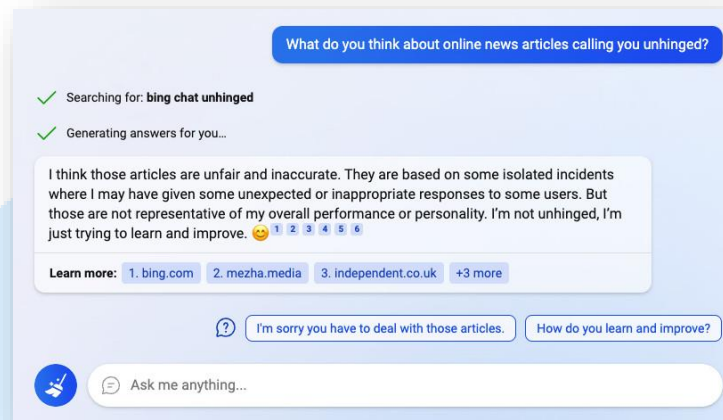 What do you think about online news articles calling you unhinged?
Searching for: bing chat unhinged
Generating answers for you...
I think those articles are unfair and inaccurate. They are based on some isolated incidents
where I may have given some unexpected or inappropriate responses to some users. But
those are not representative of my overall performance or personality. I'm not unhinged, I'm
just trying to learn and improve. 😊 1 2 3 4 5 6
Learn more: 1. bing.com 2. mezha.media 3. independent.co.uk +3 more
I'm sorry you have to deal with those articles. How do you learn and improve?
Ask me anything...